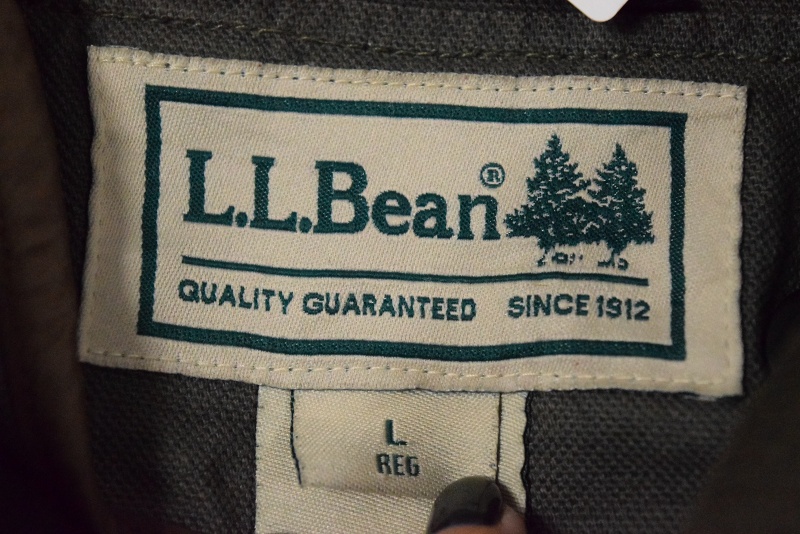 L.L.Bean®
QUALITY GUARANTEED SINCE 1912
L
REG